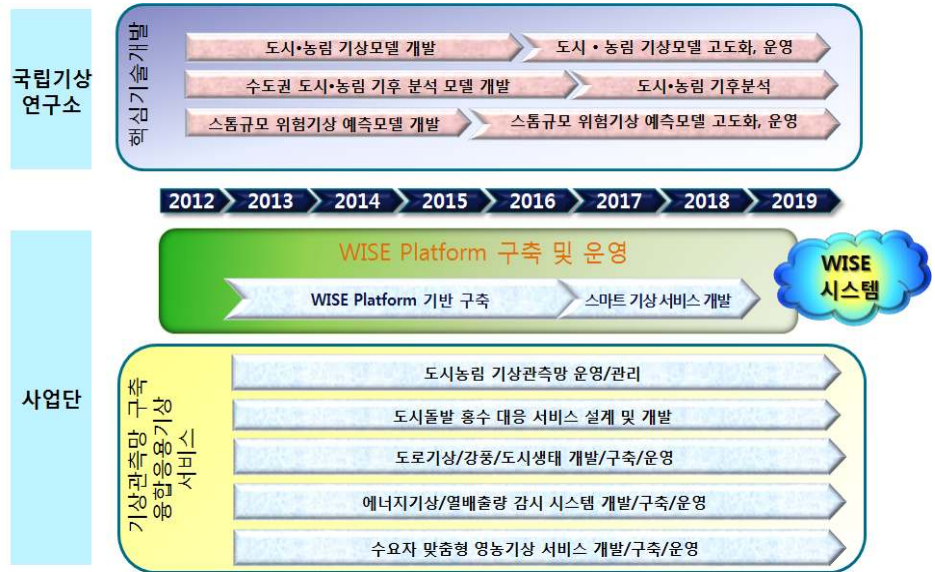 국립기상
연구소
핵심기술개발
도시•농림 기상모델 개발
도시 • 농림 기상모델 고도화, 운영
수도권 도시•농림 기후 분석 모델 개발
도시•농림 기후분석
스톰규모 위험기상 예측모델 개발
스톰규모 위험기상 예측모델 고도화, 운영
2012 2013 2014 2015 2016 2017 2018 2019
사업단
WISE Platform 구축 및 운영
WISE Platform 기반 구축
스마트 기상 서비스 개발
WISE
시스템
기상관측망 구축
융합응용기상
서비스
도시농림 기상관측망 운영/관리
도시돌발 홍수 대응 서비스 설계 및 개발
도로기상/강풍/도시생태 개발/구축/운영
에너지기상/열배출량 감시 시스템 개발/구축/운영
수요자 맞춤형 영농기상 서비스 개발/구축/운영